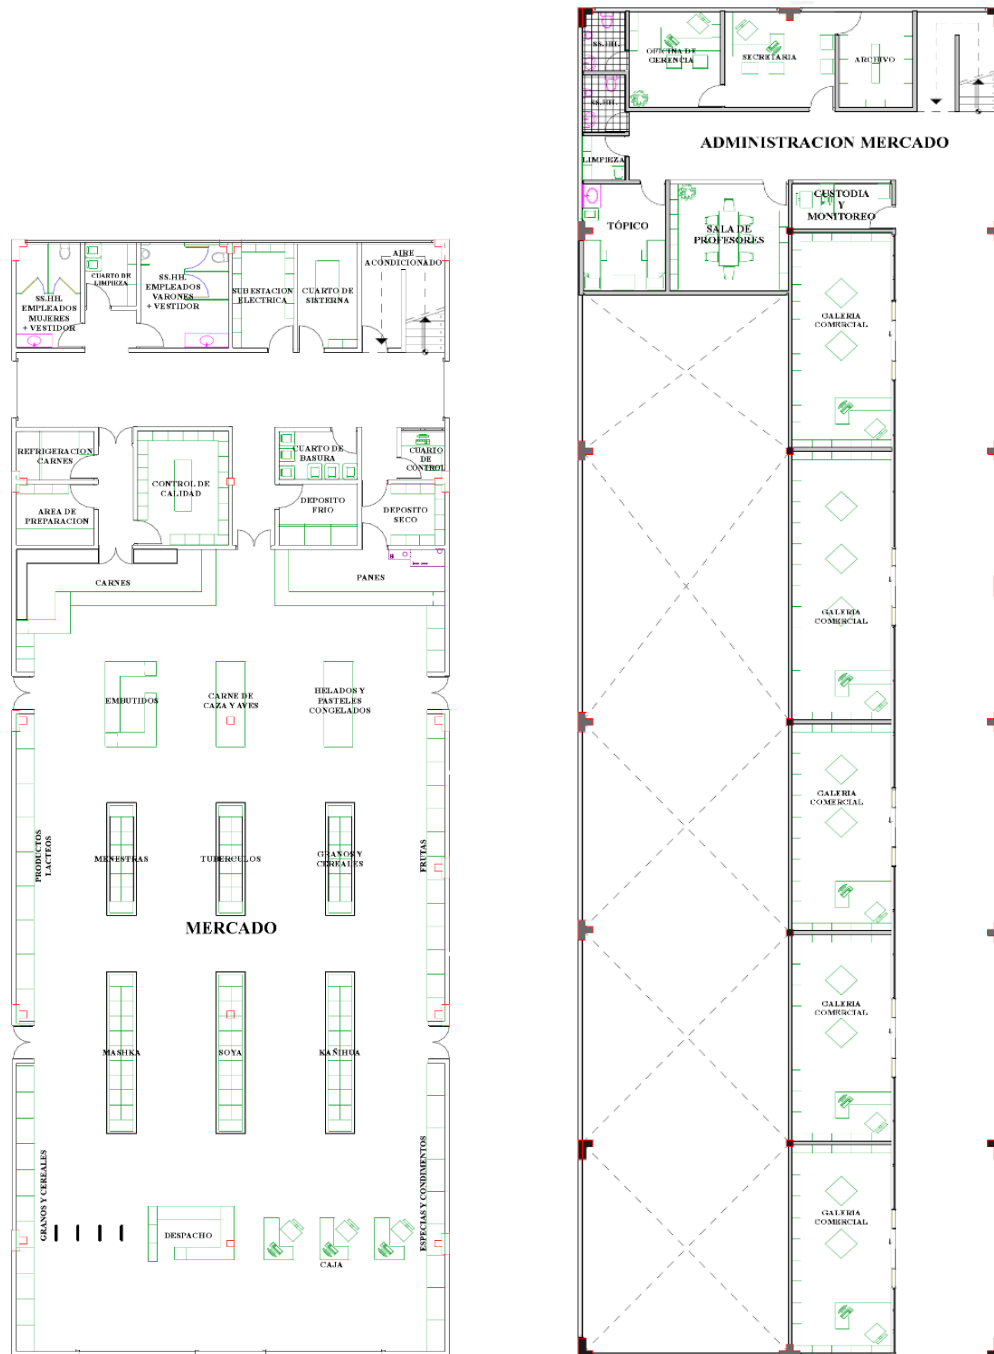 SS.HH.
OFICINA DE
GERENCIA
SECRETARIA
ARCHIVO
SS.HH.
ADMINISTRACION MERCADO
LIMPIEZA
CUSTODIA
Y
MONITOREO
TÓPICO
SALA DE
PROFESORES
GALERIA
COMERCIAL
GALERIA
COMERCIAL
GALERIA
COMERCIAL
GALERIA
COMERCIAL
GALERIA
COMERCIAL
SS.HH.
EMPLEADOS
MUJERES
+ VESTIDOR
CUARTO DE
LIMPIEZA
SS.HH.
EMPLEADOS
VARONES
+ VESTIDOR
SUB ESTACION
ELECTRICA
CUARTO DE
SISTERNA
AIRE
ACONDICIONADO
REFRIGERACION
CARNES
CONTROL DE
CALIDAD
CUARTO DE
BASURA
CUARTO
DE
CONTROL
AREA DE
PREPARACION
DEPOSITO
FRIO
DEPOSITO
SECO
CARNES
PANES
EMBUTIDOS
CARNE DE
CAZA Y AVES
HELADOS Y
PASTELES
CONGELADOS
PRODUCTOS
LACTEOS
MENESTRAS
TUBERCULOS
GRANOS Y
CEREALES
FRUTAS
MERCADO
MASHKA
SOYA
KAÑIHUA
GRANOS Y CEREALES
ESPECIAS Y CONDIMENTOS
DESPACHO
CAJA